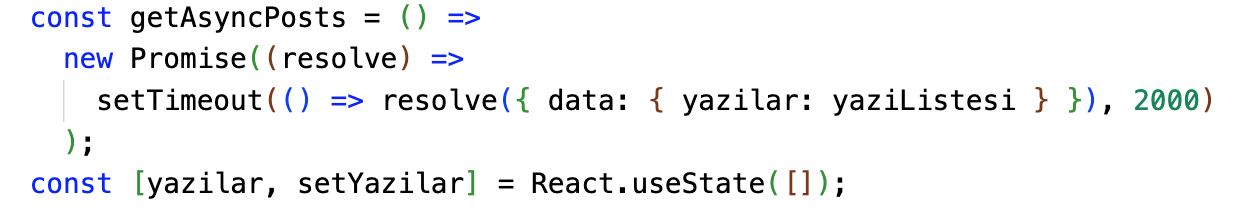 const getAsyncPosts = () =>
  new Promise((resolve) =>
    setTimeout(() => resolve({ data: { yazilar: yaziListesi } }), 2000)
  );
const [yazilar, setYazilar] = React.useState([]);